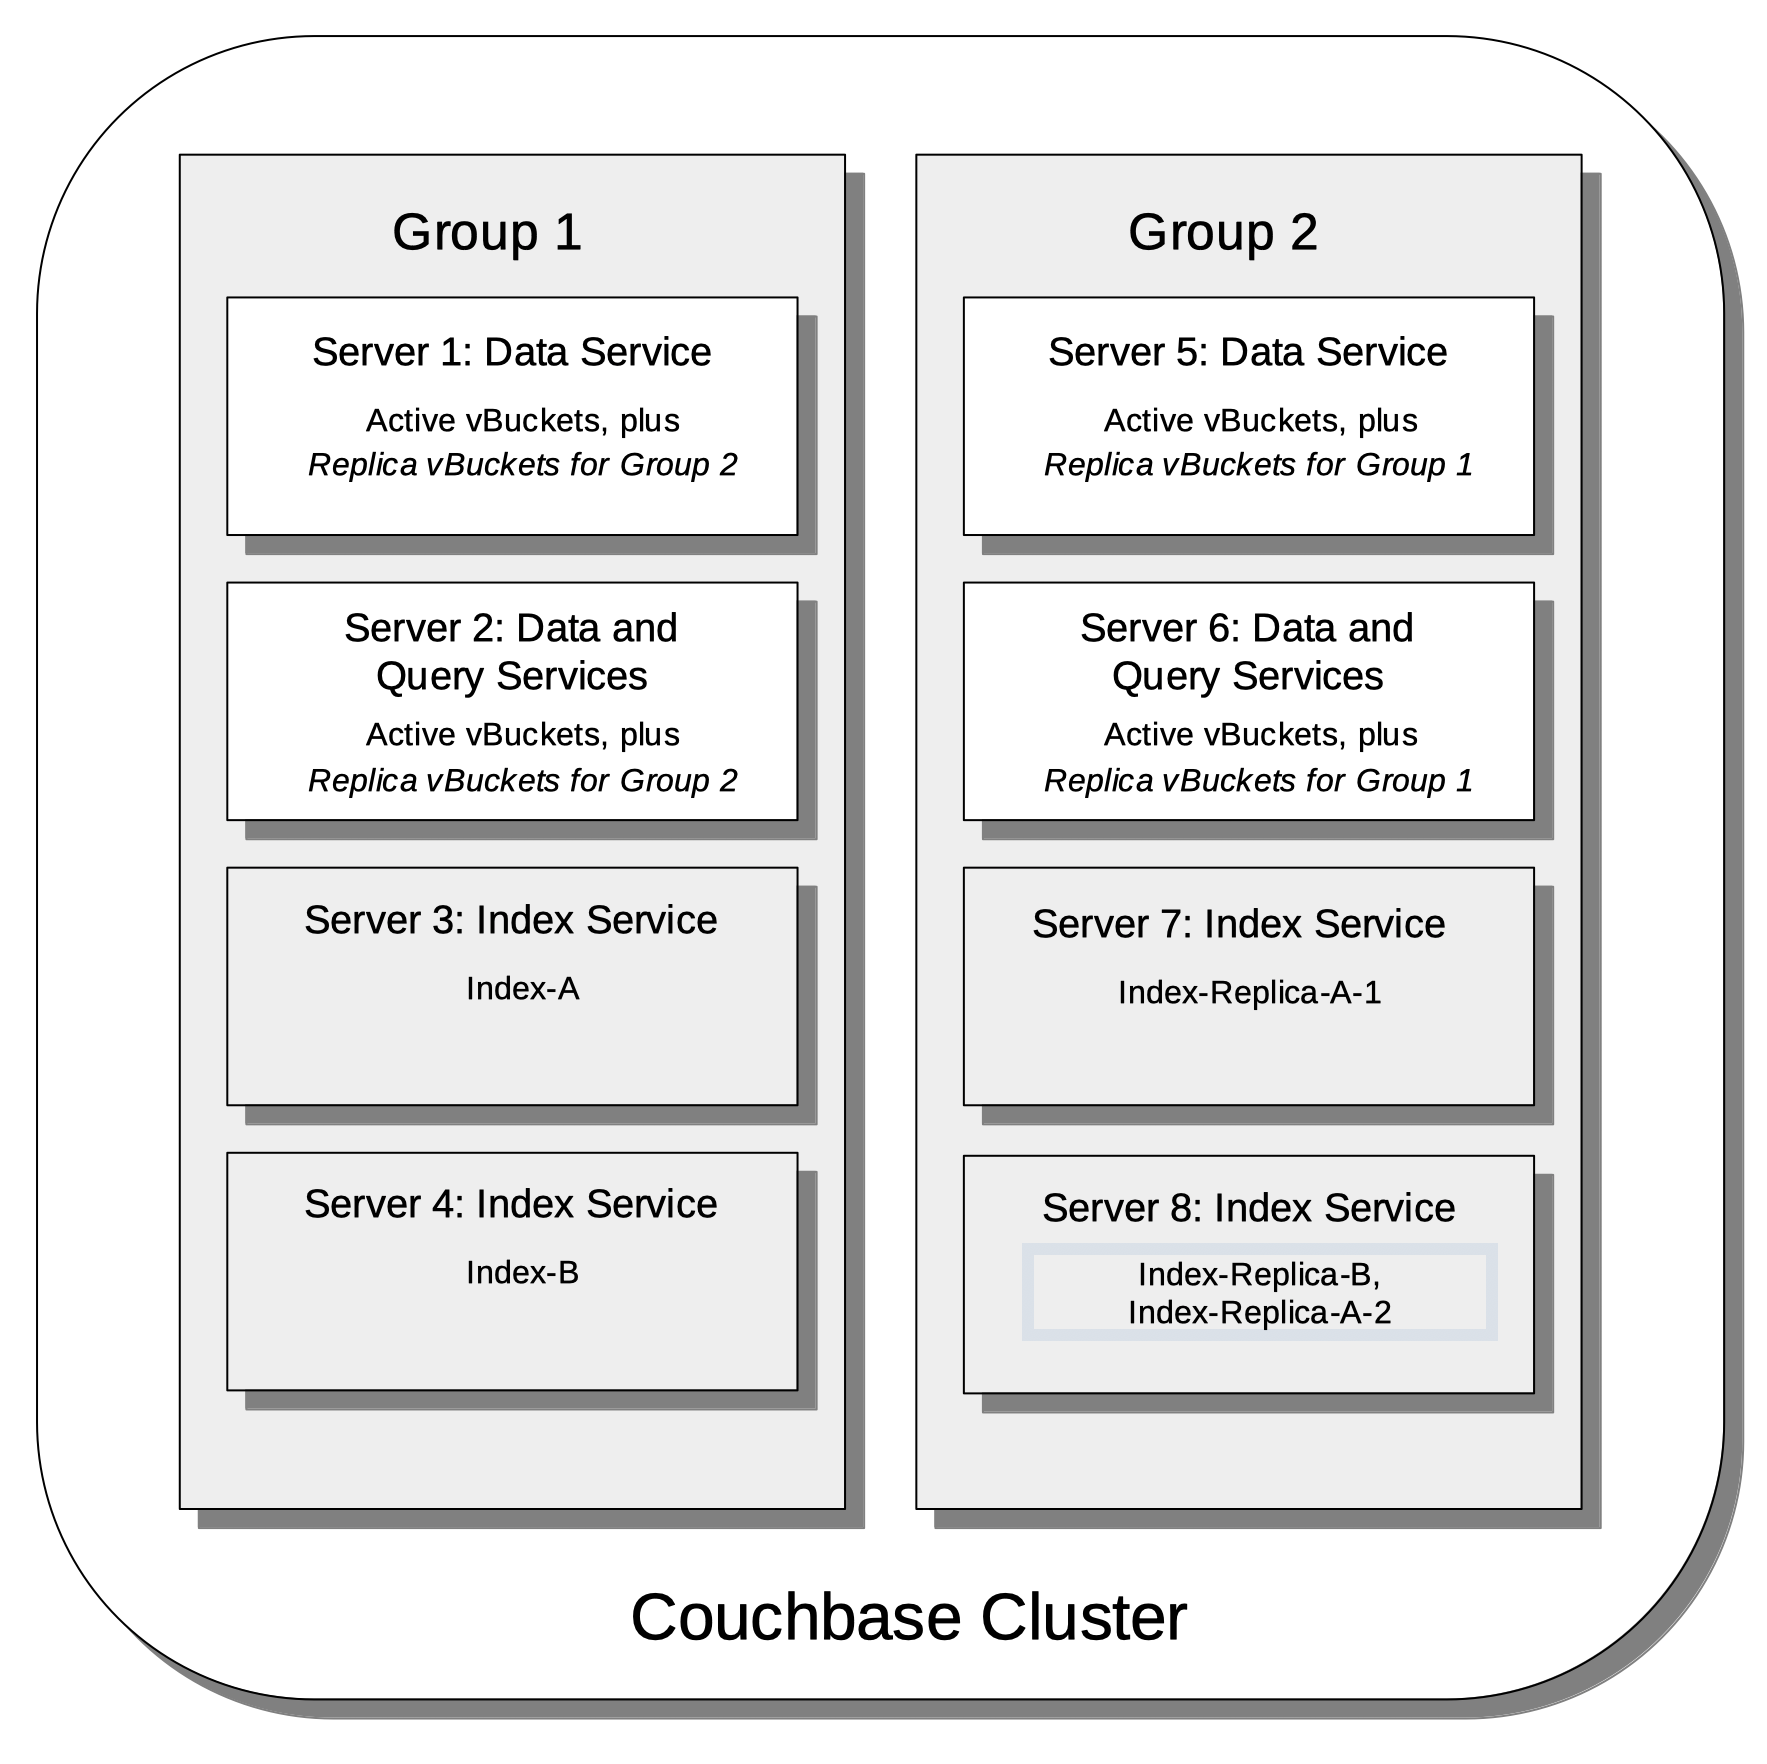 Group 1
Server 1: Data Service
Active vBuckets, plus
Replica vBuckets for Group 2
Server 2: Data and
Query Services
Active vBuckets, plus
Replica vBuckets for Group 2
Server 3: Index Service
Index-A
Server 4: Index Service
Index-B
Group 2
Server 5: Data Service
Active vBuckets, plus
Replica vBuckets for Group 1
Server 6: Data and
Query Services
Active vBuckets, plus
Replica vBuckets for Group 1
Server 7: Index Service
Index-Replica-A-1
Server 8: Index Service
Index-Replica-B,
Index-Replica-A-2
Couchbase Cluster